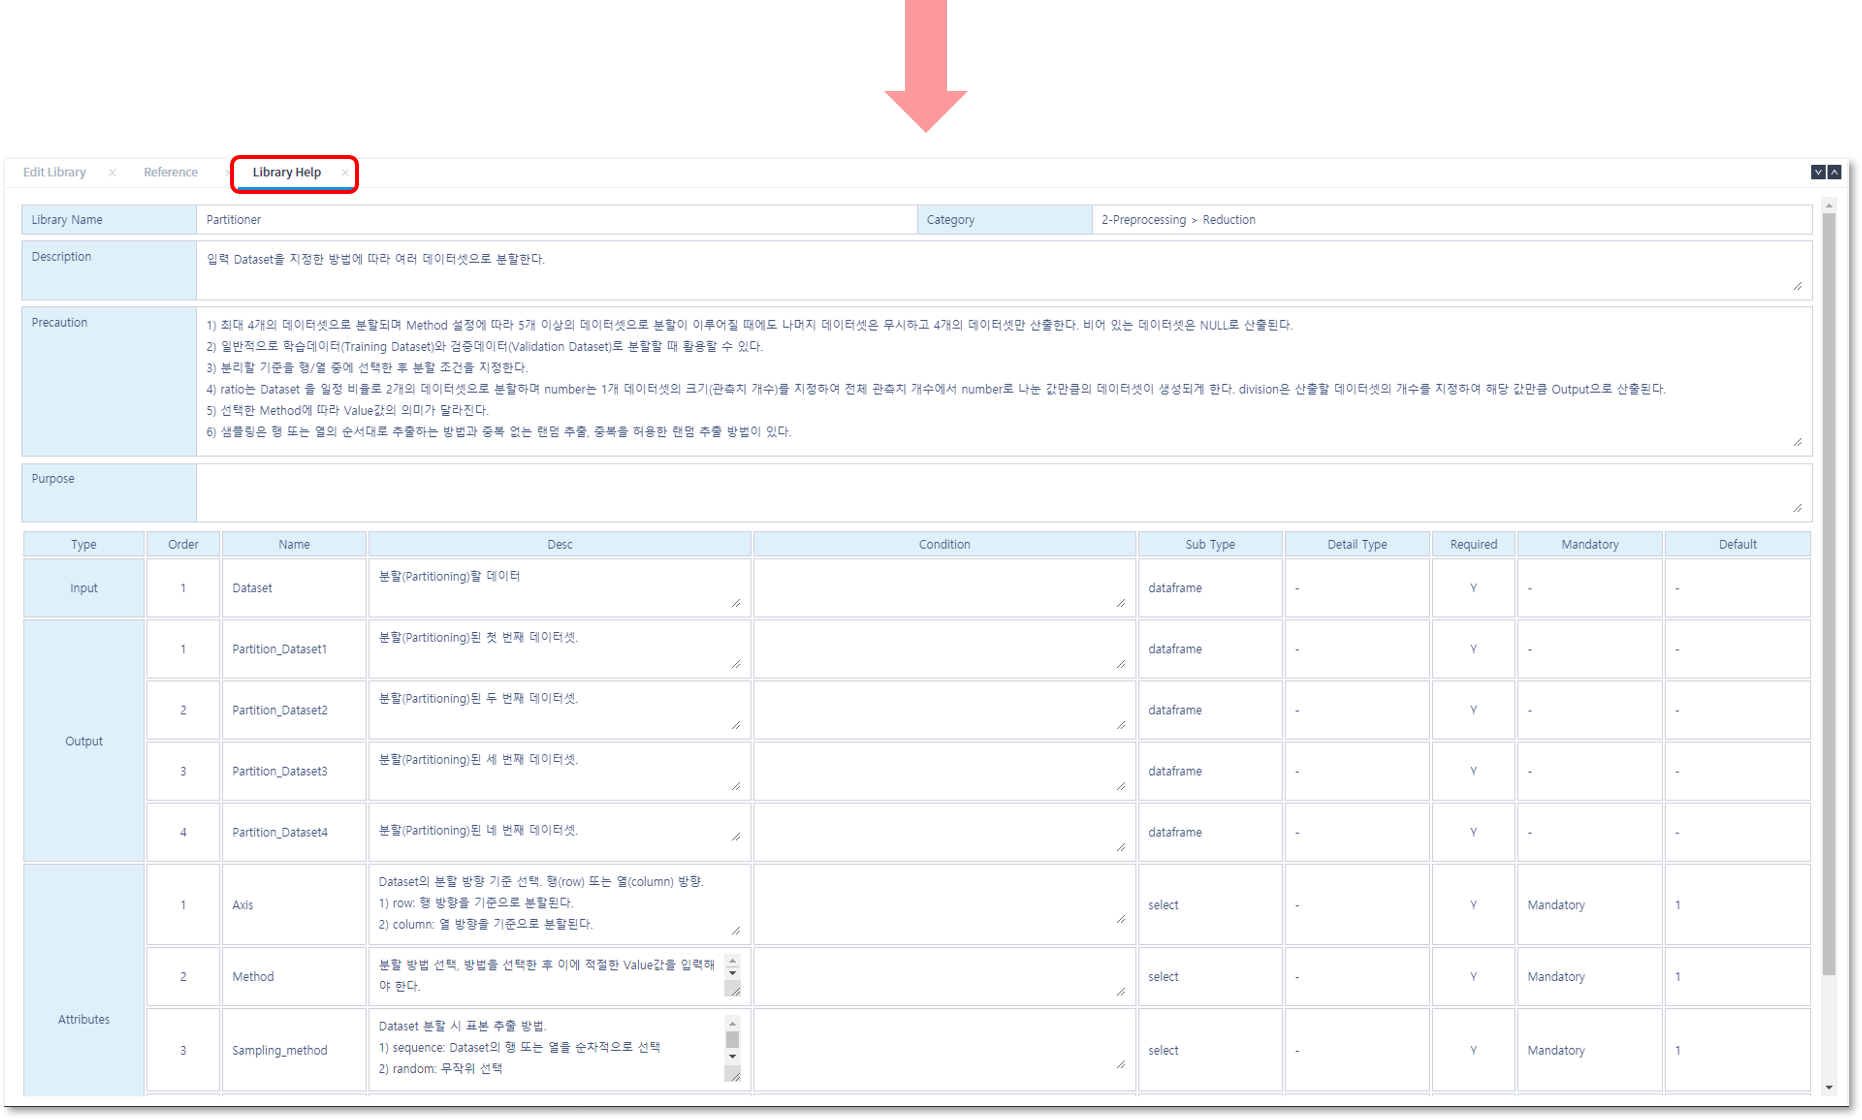 Edit Library
Reference
Library Help
Library Name
Partitioner
Category
2-Preprocessing > Reduction
Description
입력 Dataset을 지정한 방법에 따라 여러 데이터셋으로 분할한다.
Precaution
1) 최대 4개의 데이터셋으로 분할되며 Method 설정에 따라 5개 이상의 데이터셋으로 분할이 이루어질 때에도 나머지 데이터셋은 무시하고 4개의 데이터셋만 산출한다. 비어 있는 데이터셋은 NULL로 산출된다.
2) 일반적으로 학습데이터(Training Dataset)와 검증데이터(Validation Dataset)로 분할할 때 활용할 수 있다.
3) 분리할 기준을 행/열 중에 선택한 후 분할 조건을 지정한다.
4) ratio는 Dataset 을 일정 비율로 2개의 데이터셋으로 분할하며 number는 1개 데이터셋의 크기(관측치 개수)를 지정하여 전체 관측치 개수에서 number로 나눈 값만큼의 데이터셋이 생성되게 한다. division은 산출할 데이터셋의 개수를 지정하여 해당 값만큼 Output으로 산출된다.
5) 선택한 Method에 따라 Value값의 의미가 달라진다.
6) 샘플링은 행 또는 열의 순서대로 추출하는 방법과 중복 없는 랜덤 추출, 중복을 허용한 랜덤 추출 방법이 있다.
Purpose
Type Order Name Desc Condition Sub Type Detail Type Required Mandatory Default
Input 1 Dataset 분할(Partitioning)할 데이터 dataframe - Y - -
Output
1 Partition_Dataset1 분할(Partitioning)된 첫 번째 데이터셋. dataframe - Y - -
2 Partition_Dataset2 분할(Partitioning)된 두 번째 데이터셋. dataframe - Y - -
3 Partition_Dataset3 분할(Partitioning)된 세 번째 데이터셋. dataframe - Y - -
4 Partition_Dataset4 분할(Partitioning)된 네 번째 데이터셋. dataframe - Y - -
Attributes
1 Axis
Dataset의 분할 방향 기준 선택. 행(row) 또는 열(column) 방향.
1) row: 행 방향을 기준으로 분할된다.
2) column: 열 방향을 기준으로 분할된다.
select - Y Mandatory 1
2 Method
분할 방법 선택, 방법을 선택한 후 이에 적절한 Value값을 입력해
야 한다.
select - Y Mandatory 1
3 Sampling_method
Dataset 분할 시 표본 추출 방법.
1) sequence: Dataset의 행 또는 열을 순차적으로 선택
2) random: 무작위 선택
select - Y Mandatory 1